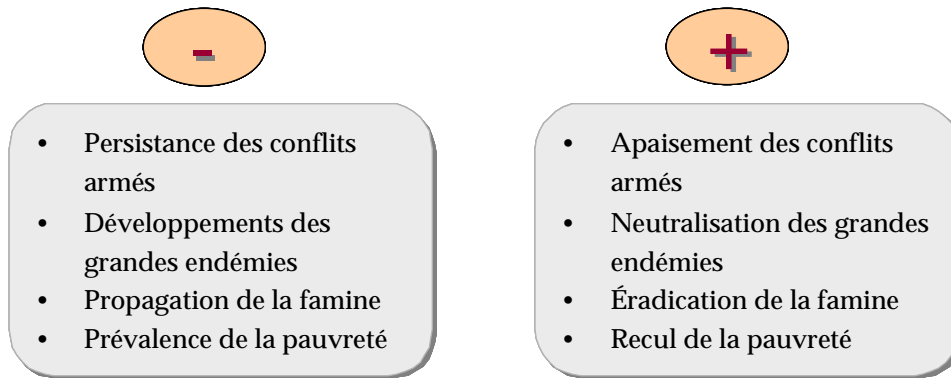 -
• Persistance des conflits
armés
• Développements des
grandes endémies
• Propagation de la famine
• Prévalence de la pauvreté
+
• Apaisement des conflits
armés
• Neutralisation des grandes
endémies
• Éradication de la famine
• Recul de la pauvreté